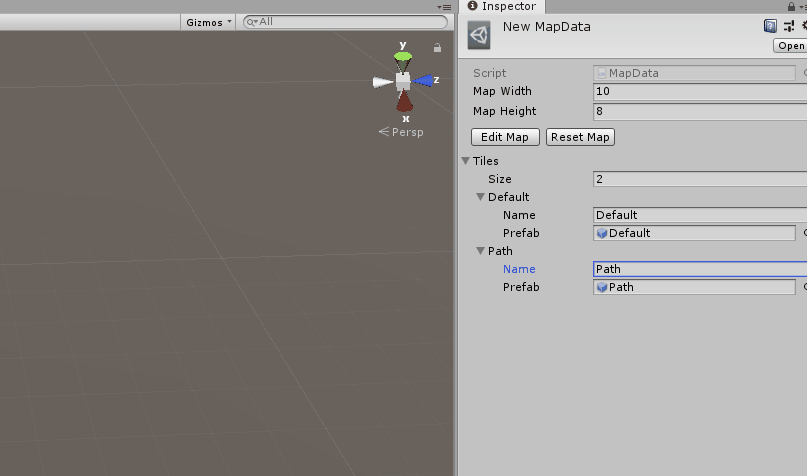 Inspector
Gizmos
All
New MapData
Open
y
z
x
Persp
Script MapData
Map Width 10
Map Height 8
Edit Map Reset Map
Tiles
Size 2
Default
Name Default
Prefab Default
Path
Name Path
Prefab Path